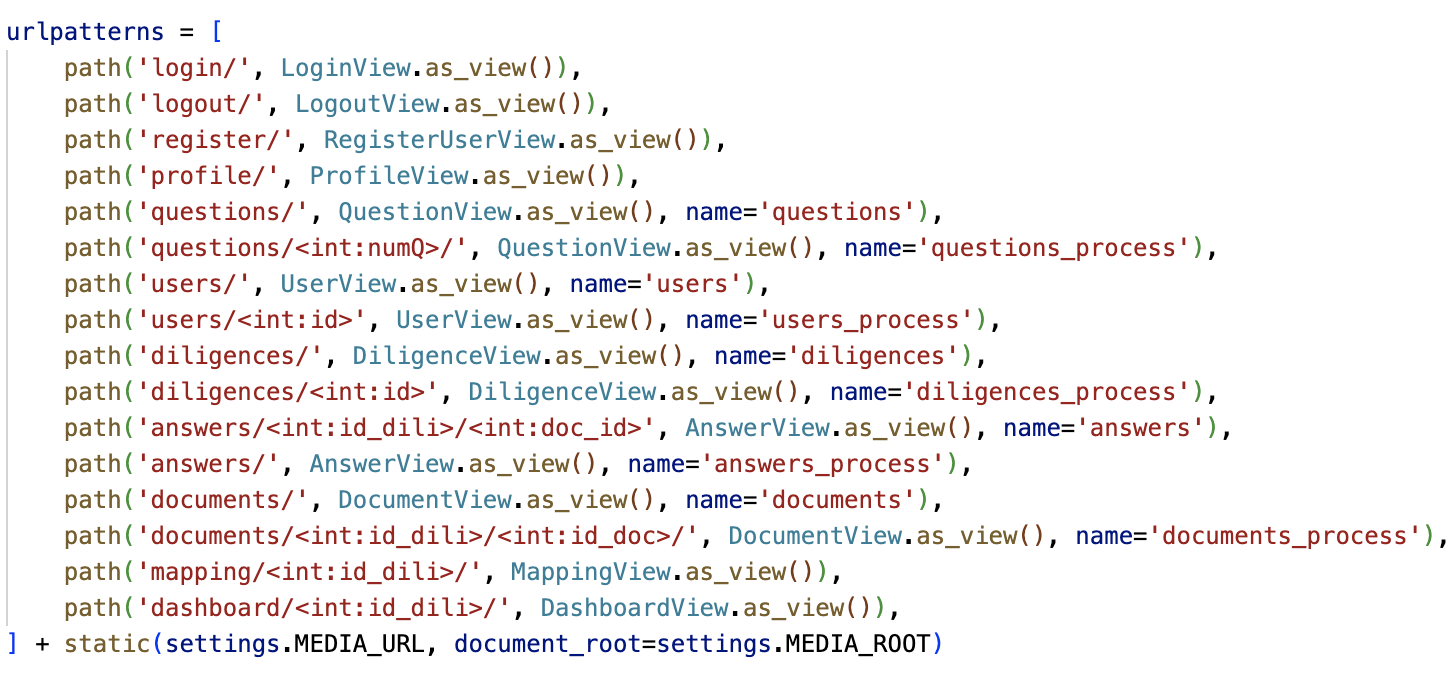 urlpatterns = [
    path('login/', LoginView.as_view()),
    path('logout/', LogoutView.as_view()),
    path('register/', RegisterUserView.as_view()),
    path('profile/', ProfileView.as_view()),
    path('questions/', QuestionView.as_view(), name='questions'),
    path('questions/<int:numQ>/', QuestionView.as_view(), name='questions_process'),
    path('users/', UserView.as_view(), name='users'),
    path('users/<int:id>', UserView.as_view(), name='users_process'),
    path('diligences/', DiligenceView.as_view(), name='diligences'),
    path('diligences/<int:id>', DiligenceView.as_view(), name='diligences_process'),
    path('answers/<int:id_dili>/<int:doc_id>', AnswerView.as_view(), name='answers'),
    path('answers/', AnswerView.as_view(), name='answers_process'),
    path('documents/', DocumentView.as_view(), name='documents'),
    path('documents/<int:id_dili>/<int:id_doc>/', DocumentView.as_view(), name='documents_process'),
    path('mapping/<int:id_dili>/', MappingView.as_view()),
    path('dashboard/<int:id_dili>/', DashboardView.as_view()),
] + static(settings.MEDIA_URL, document_root=settings.MEDIA_ROOT)